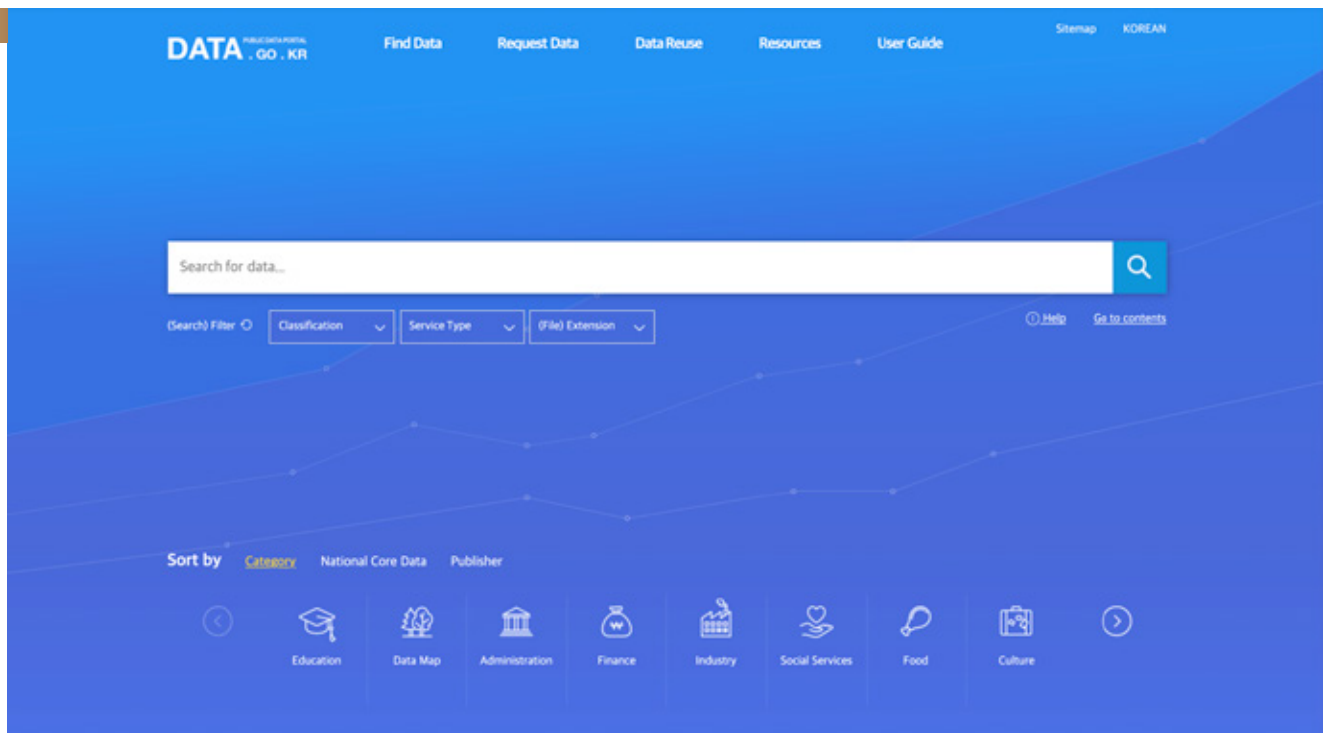 Sitemap KOREAN
DATA PUBLIC DATA PORTAL . GO . KR
Find Data Request Data Data Reuse Resources User Guide
Search for data...
(Search) Filter Classification Service Type (File) Extension Help Go to contents
Sort by Category National Core Data Publisher
Education Data Map Administration Finance Industry Social Services Food Culture